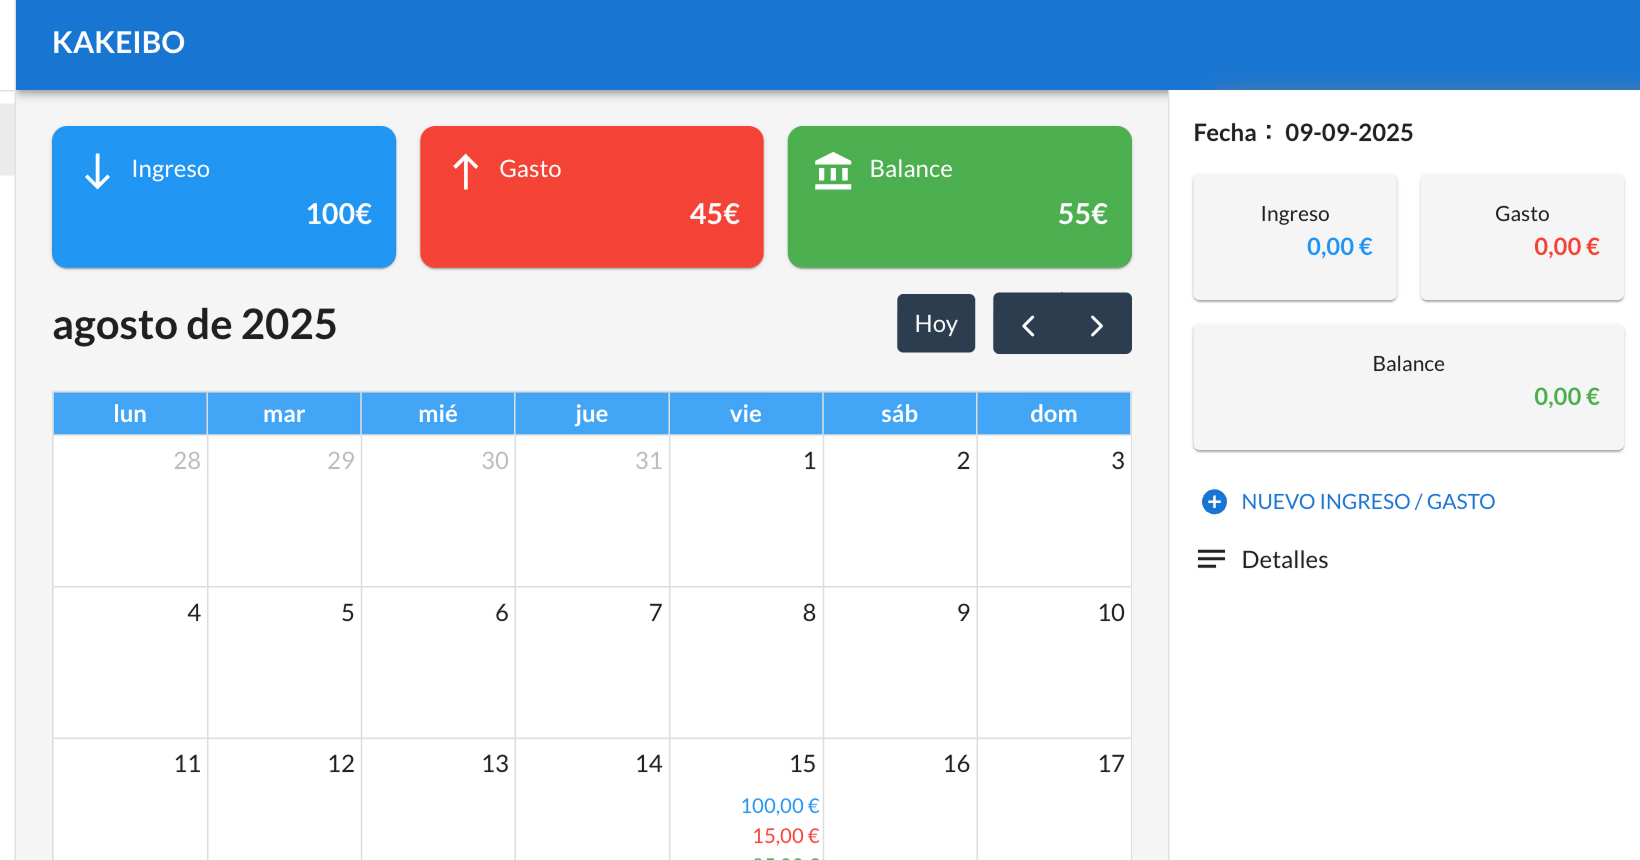 KAKEIBO
Ingreso
100€
Gasto
45€
Balance
55€
agosto de 2025
Hoy
lun mar mié jue vie sáb dom
28 29 30 31 1 2 3
4 5 6 7 8 9 10
11 12 13 14 15 16 17
100,00 €
15,00 €
Fecha： 09-09-2025
Ingreso
0,00 €
Gasto
0,00 €
Balance
0,00 €
NUEVO INGRESO / GASTO
Detalles